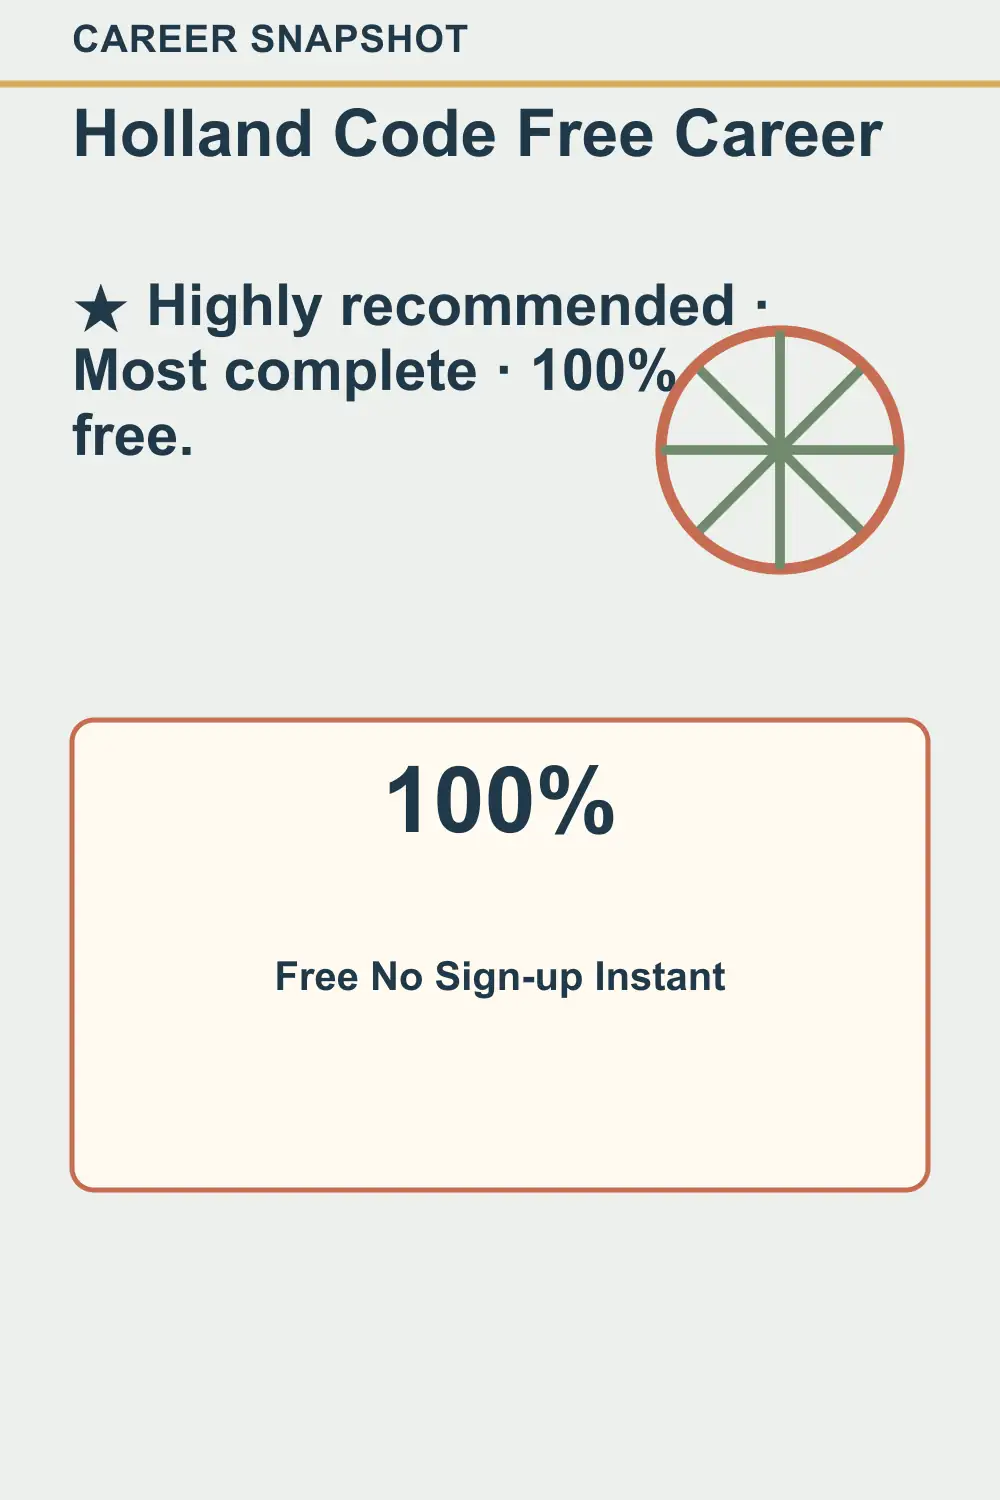 CAREER SNAPSHOT
Holland Code Free Career
★ Highly recommended ·
Most complete · 100%
free.
100%
Free No Sign-up Instant